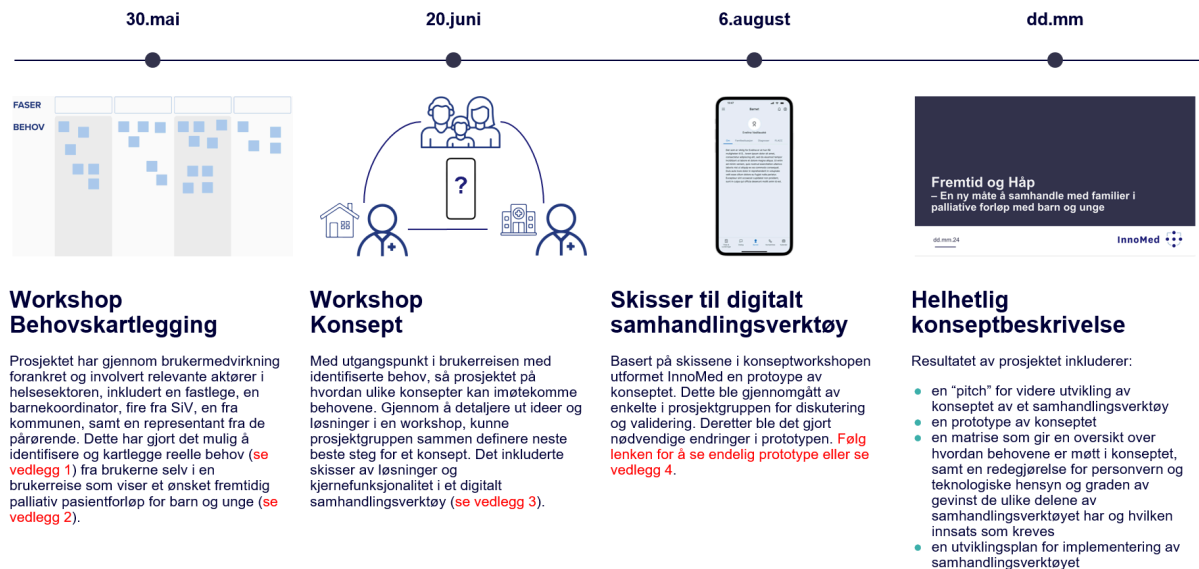 30.mai
20.juni
6.august
dd.mm
FASER
BEHOV
?
Fremtid og Håp
– En ny måte å samhandle med familier i
palliative forløp med barn og unge
dd.mm.24
InnoMed
Workshop
Behovskartlegging
Prosjektet har gjennom brukermedvirkning
forankret og involvert relevante aktører i
helsesektoren, inkludert en fastlege, en
barnekoordinator, fire fra SiV, en fra
kommunen, samt en representant fra de
pårørende. Dette har gjort det mulig å
identifisere og kartlegge reelle behov (se
vedlegg 1) fra brukerne selv i en
brukerreise som viser et ønsket fremtidig
palliativ pasientforløp for barn og unge (se
vedlegg 2).
Workshop
Konsept
Med utgangspunkt i brukerreisen med
identifiserte behov, så prosjektet på
hvordan ulike konsepter kan imøtekomme
behovene. Gjennom å detaljere ut ideer og
løsninger i en workshop, kunne
prosjektgruppen sammen definere neste
beste steg for et konsept. Det inkluderte
skisser av løsninger og
kjernefunksjonalitet i et digitalt
samhandlingsverktøy (se vedlegg 3).
Skisser til digitalt
samhandlingsverktøy
Basert på skissene i konseptworkshopen
utformet InnoMed en protoype av
konseptet. Dette ble gjennomgått av
enkelte i prosjektgruppen for diskutering
og validering. Deretter ble det gjort
nødvendige endringer i prototypen. Følg
lenken for å se endelig prototype eller se
vedlegg 4.
Helhetlig
konseptbeskrivelse
Resultatet av prosjektet inkluderer:
● en “pitch” for videre utvikling av
konseptet av et samhandlingsverktøy
● en prototype av konseptet
● en matrise som gir en oversikt over
hvordan behovene er møtt i konseptet,
samt en redegjørelse for personvern og
teknologiske hensyn og graden av
gevinst de ulike delene av
samhandlingsverktøyet har og hvilken
innsats som kreves
● en utviklingsplan for implementering av
samhandlingsverktøyet